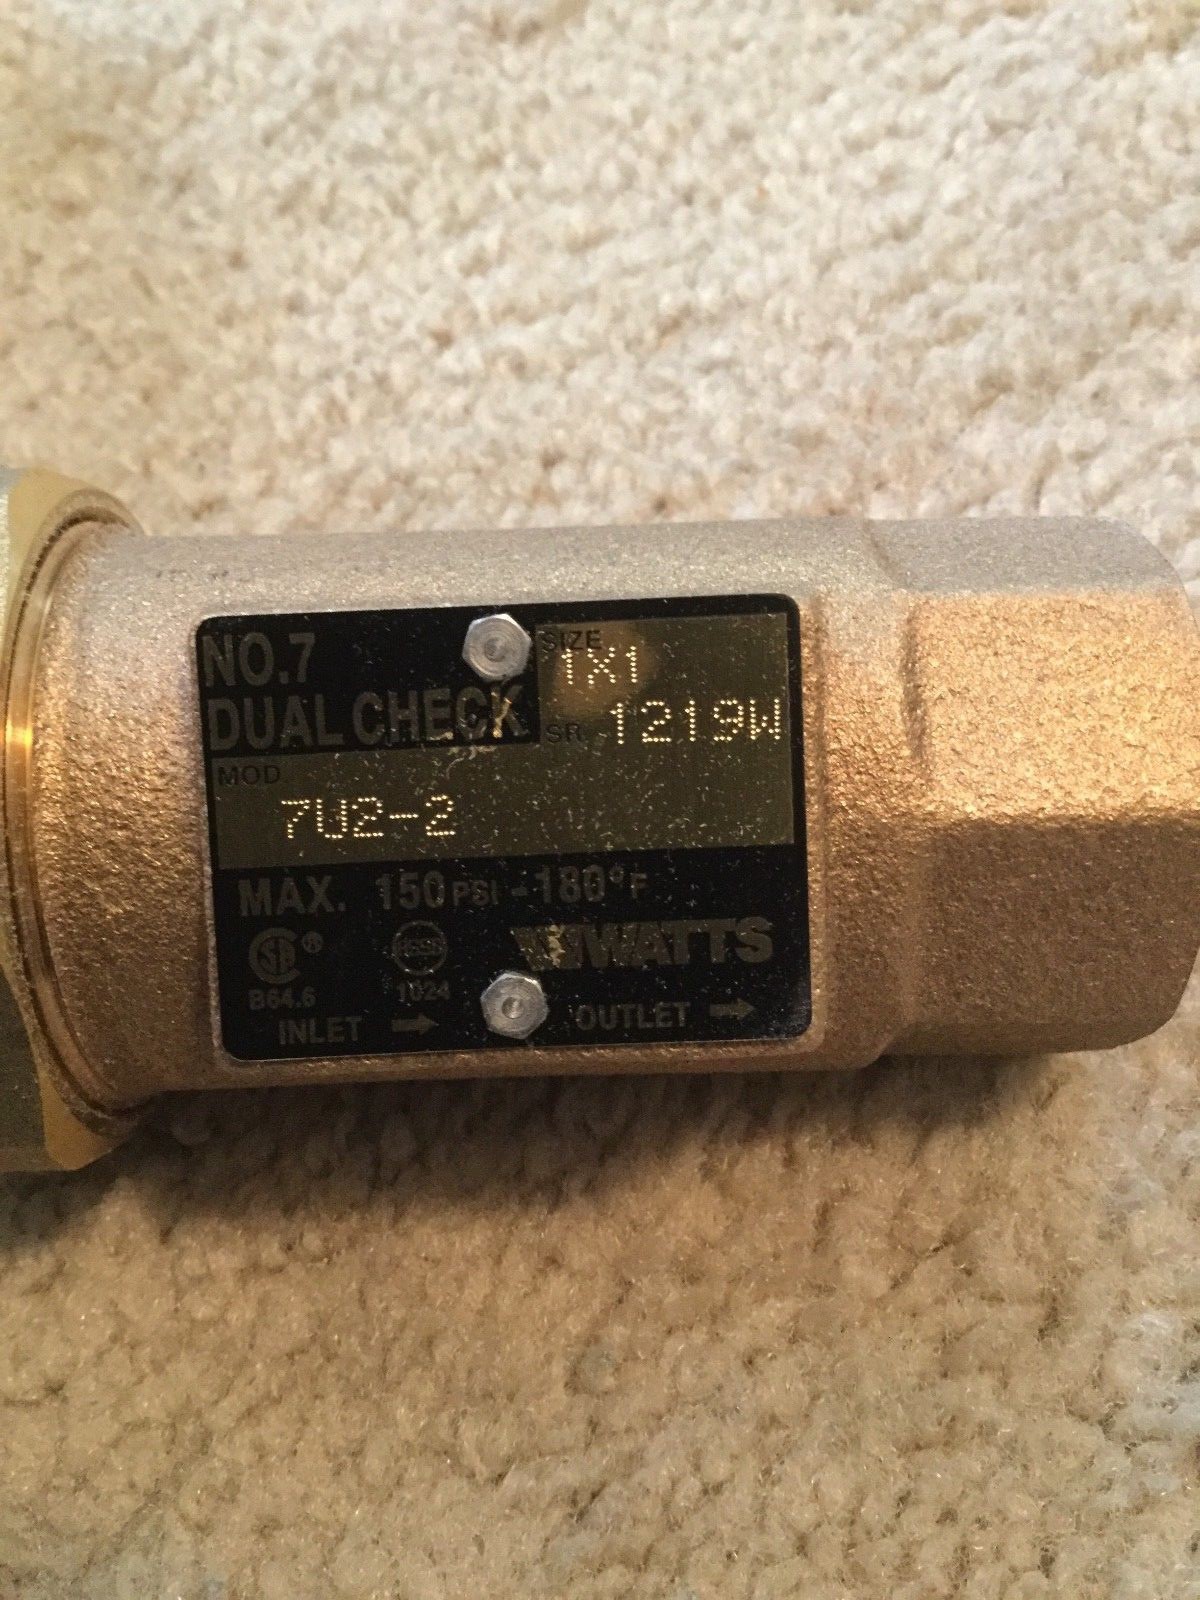 NO.7
DUAL CHECK
SIZE
1X1
SR 1219W
MOD
7U2-2
MAX. 150 PSI - 180°F
WATTS
ASSE
B64.6
1024
INLET
OUTLET